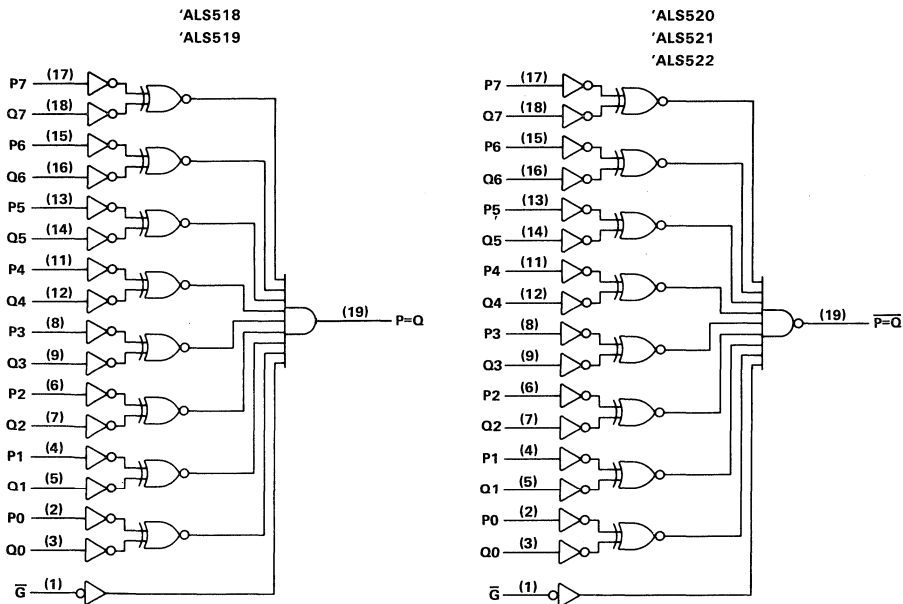 'ALS518
'ALS519
P7 (17)
Q7 (18)
P6 (15)
Q6 (16)
P5 (13)
Q5 (14)
P4 (11)
Q4 (12)
(19) P=Q
P3 (8)
Q3 (9)
P2 (6)
Q2 (7)
P1 (4)
Q1 (5)
P0 (2)
Q0 (3)
G̅ (1)
'ALS520
'ALS521
'ALS522
P7 (17)
Q7 (18)
P6 (15)
Q6 (16)
P5 (13)
Q5 (14)
P4 (11)
Q4 (12)
(19) P̅=̅Q̅
P3 (8)
Q3 (9)
P2 (6)
Q2 (7)
P1 (4)
Q1 (5)
P0 (2)
Q0 (3)
G̅ (1)